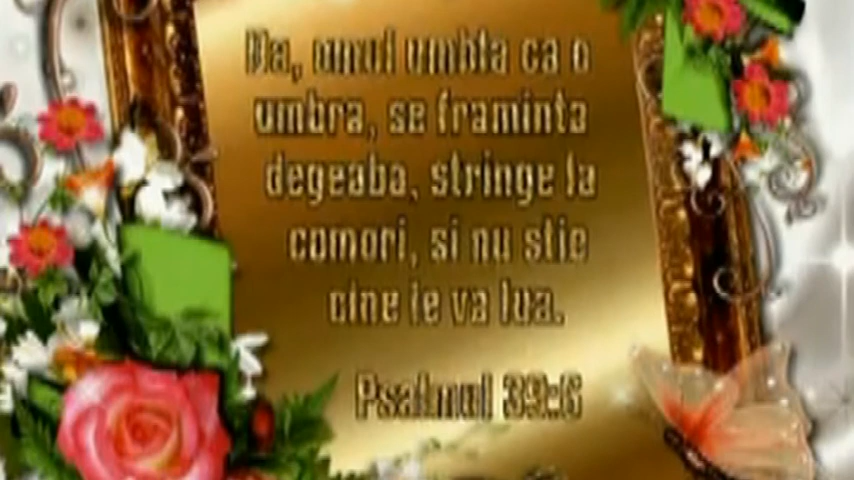 Da, omul umbla ca o
umbra, se framinta
degeaba, stringe la
comori, si nu stie
cine le va lua.
Psalmul 39:6